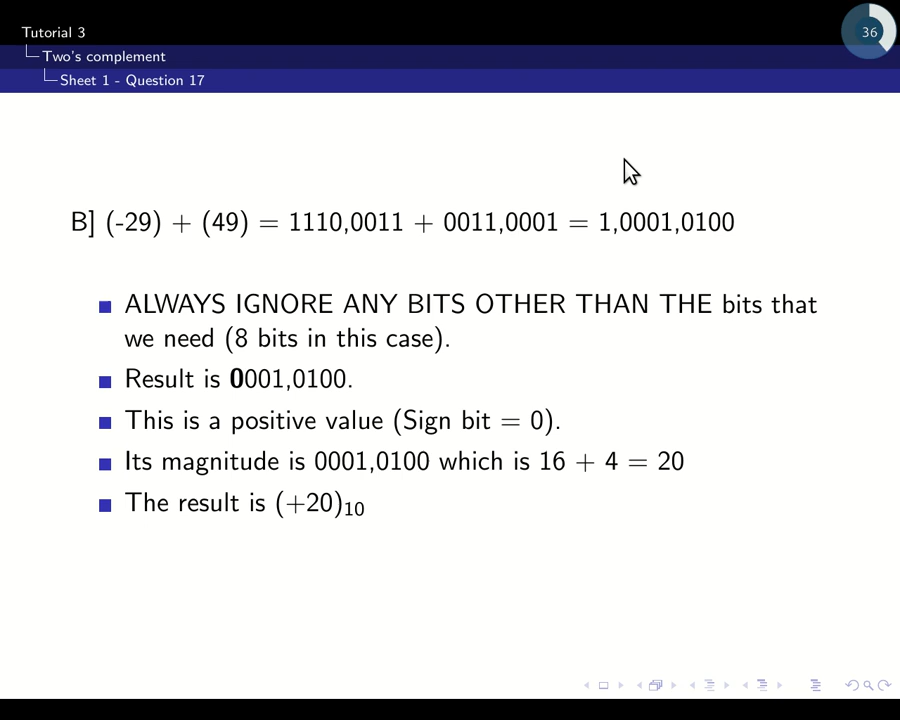 Tutorial 3
Two's complement
Sheet 1 - Question 17
36
B] (-29) + (49) = 1110,0011 + 0011,0001 = 1,0001,0100
ALWAYS IGNORE ANY BITS OTHER THAN THE bits that
we need (8 bits in this case).
Result is 0001,0100.
This is a positive value (Sign bit = 0).
Its magnitude is 0001,0100 which is 16 + 4 = 20
The result is (+20)₁₀